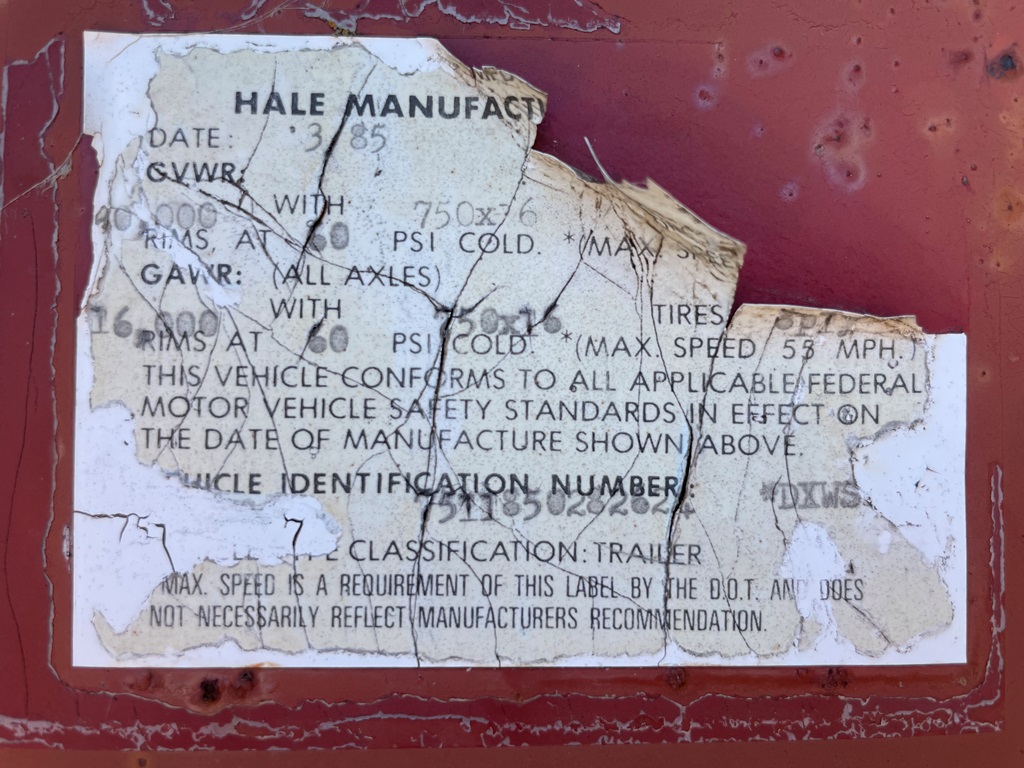 HALE MANUFACT
DATE: 3 85
GVWR:
40,000 WITH 750x16
RIMS, AT 60 PSI COLD. *(MAX. SPEE
GAWR: (ALL AXLES)
16,000 WITH 750x16 TIRES
RIMS AT 60 PSI COLD. *(MAX. SPEED 55 MPH.)
THIS VEHICLE CONFORMS TO ALL APPLICABLE FEDERAL
MOTOR VEHICLE SAFETY STANDARDS IN EFFECT ON
THE DATE OF MANUFACTURE SHOWN ABOVE.
HICLE IDENTIFICATION NUMBER: *DXWS
CLASSIFICATION: TRAILER
MAX. SPEED IS A REQUIREMENT OF THIS LABEL BY THE D.O.T. AND DOES
NOT NECESSARILY REFLECT MANUFACTURERS RECOMMENDATION.